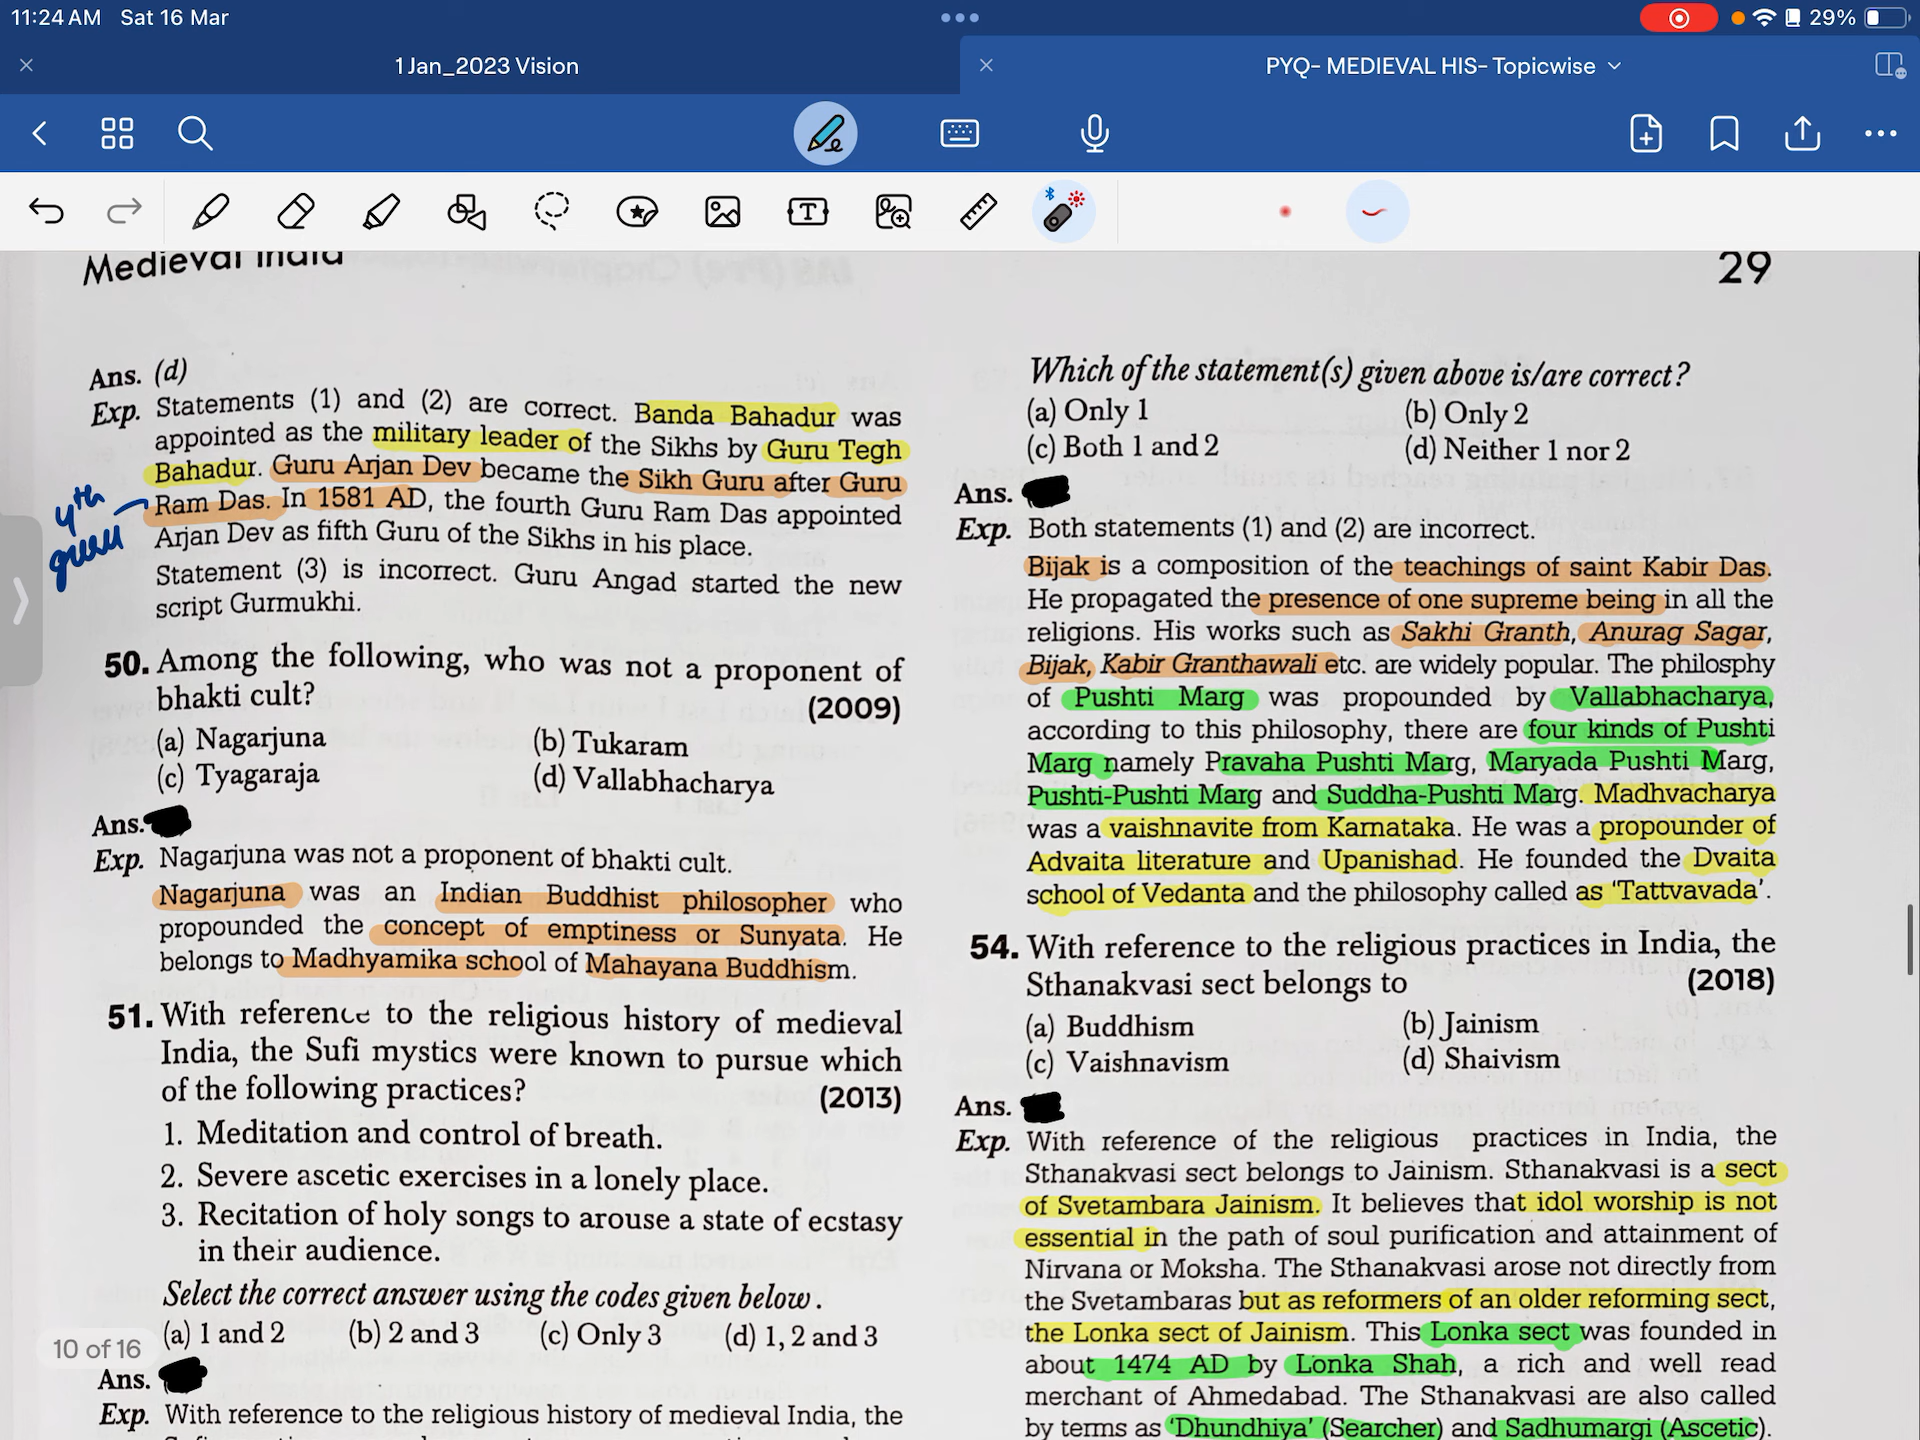 11:24 AM Sat 16 Mar
29%
1 Jan_2023 Vision
PYQ- MEDIEVAL HIS- Topicwise
Medieval India
29
Ans. (d)
Exp. Statements (1) and (2) are correct. Banda Bahadur was
appointed as the military leader of the Sikhs by Guru Tegh
Bahadur. Guru Arjan Dev became the Sikh Guru after Guru
Ram Das. In 1581 AD, the fourth Guru Ram Das appointed
Arjan Dev as fifth Guru of the Sikhs in his place.
Statement (3) is incorrect. Guru Angad started the new
script Gurmukhi.
4th
guru
50. Among the following, who was not a proponent of
bhakti cult? (2009)
(a) Nagarjuna (b) Tukaram
(c) Tyagaraja (d) Vallabhacharya
Ans.
Exp. Nagarjuna was not a proponent of bhakti cult.
Nagarjuna was an Indian Buddhist philosopher who
propounded the concept of emptiness or Sunyata. He
belongs to Madhyamika school of Mahayana Buddhism.
51. With reference to the religious history of medieval
India, the Sufi mystics were known to pursue which
of the following practices? (2013)
1. Meditation and control of breath.
2. Severe ascetic exercises in a lonely place.
3. Recitation of holy songs to arouse a state of ecstasy
in their audience.
Select the correct answer using the codes given below.
(a) 1 and 2 (b) 2 and 3 (c) Only 3 (d) 1, 2 and 3
10 of 16
Ans.
Exp. With reference to the religious history of medieval India, the
Which of the statement(s) given above is/are correct?
(a) Only 1 (b) Only 2
(c) Both 1 and 2 (d) Neither 1 nor 2
Ans.
Exp. Both statements (1) and (2) are incorrect.
Bijak is a composition of the teachings of saint Kabir Das.
He propagated the presence of one supreme being in all the
religions. His works such as Sakhi Granth, Anurag Sagar,
Bijak, Kabir Granthawali etc. are widely popular. The philosphy
of Pushti Marg was propounded by Vallabhacharya,
according to this philosophy, there are four kinds of Pushti
Marg namely Pravaha Pushti Marg, Maryada Pushti Marg,
Pushti-Pushti Marg and Suddha-Pushti Marg. Madhvacharya
was a vaishnavite from Karnataka. He was a propounder of
Advaita literature and Upanishad. He founded the Dvaita
school of Vedanta and the philosophy called as 'Tattvavada'.
54. With reference to the religious practices in India, the
Sthanakvasi sect belongs to (2018)
(a) Buddhism (b) Jainism
(c) Vaishnavism (d) Shaivism
Ans.
Exp. With reference of the religious practices in India, the
Sthanakvasi sect belongs to Jainism. Sthanakvasi is a sect
of Svetambara Jainism. It believes that idol worship is not
essential in the path of soul purification and attainment of
Nirvana or Moksha. The Sthanakvasi arose not directly from
the Svetambaras but as reformers of an older reforming sect,
the Lonka sect of Jainism. This Lonka sect was founded in
about 1474 AD by Lonka Shah, a rich and well read
merchant of Ahmedabad. The Sthanakvasi are also called
by terms as 'Dhundhiya' (Searcher) and Sadhumargi (Ascetic).